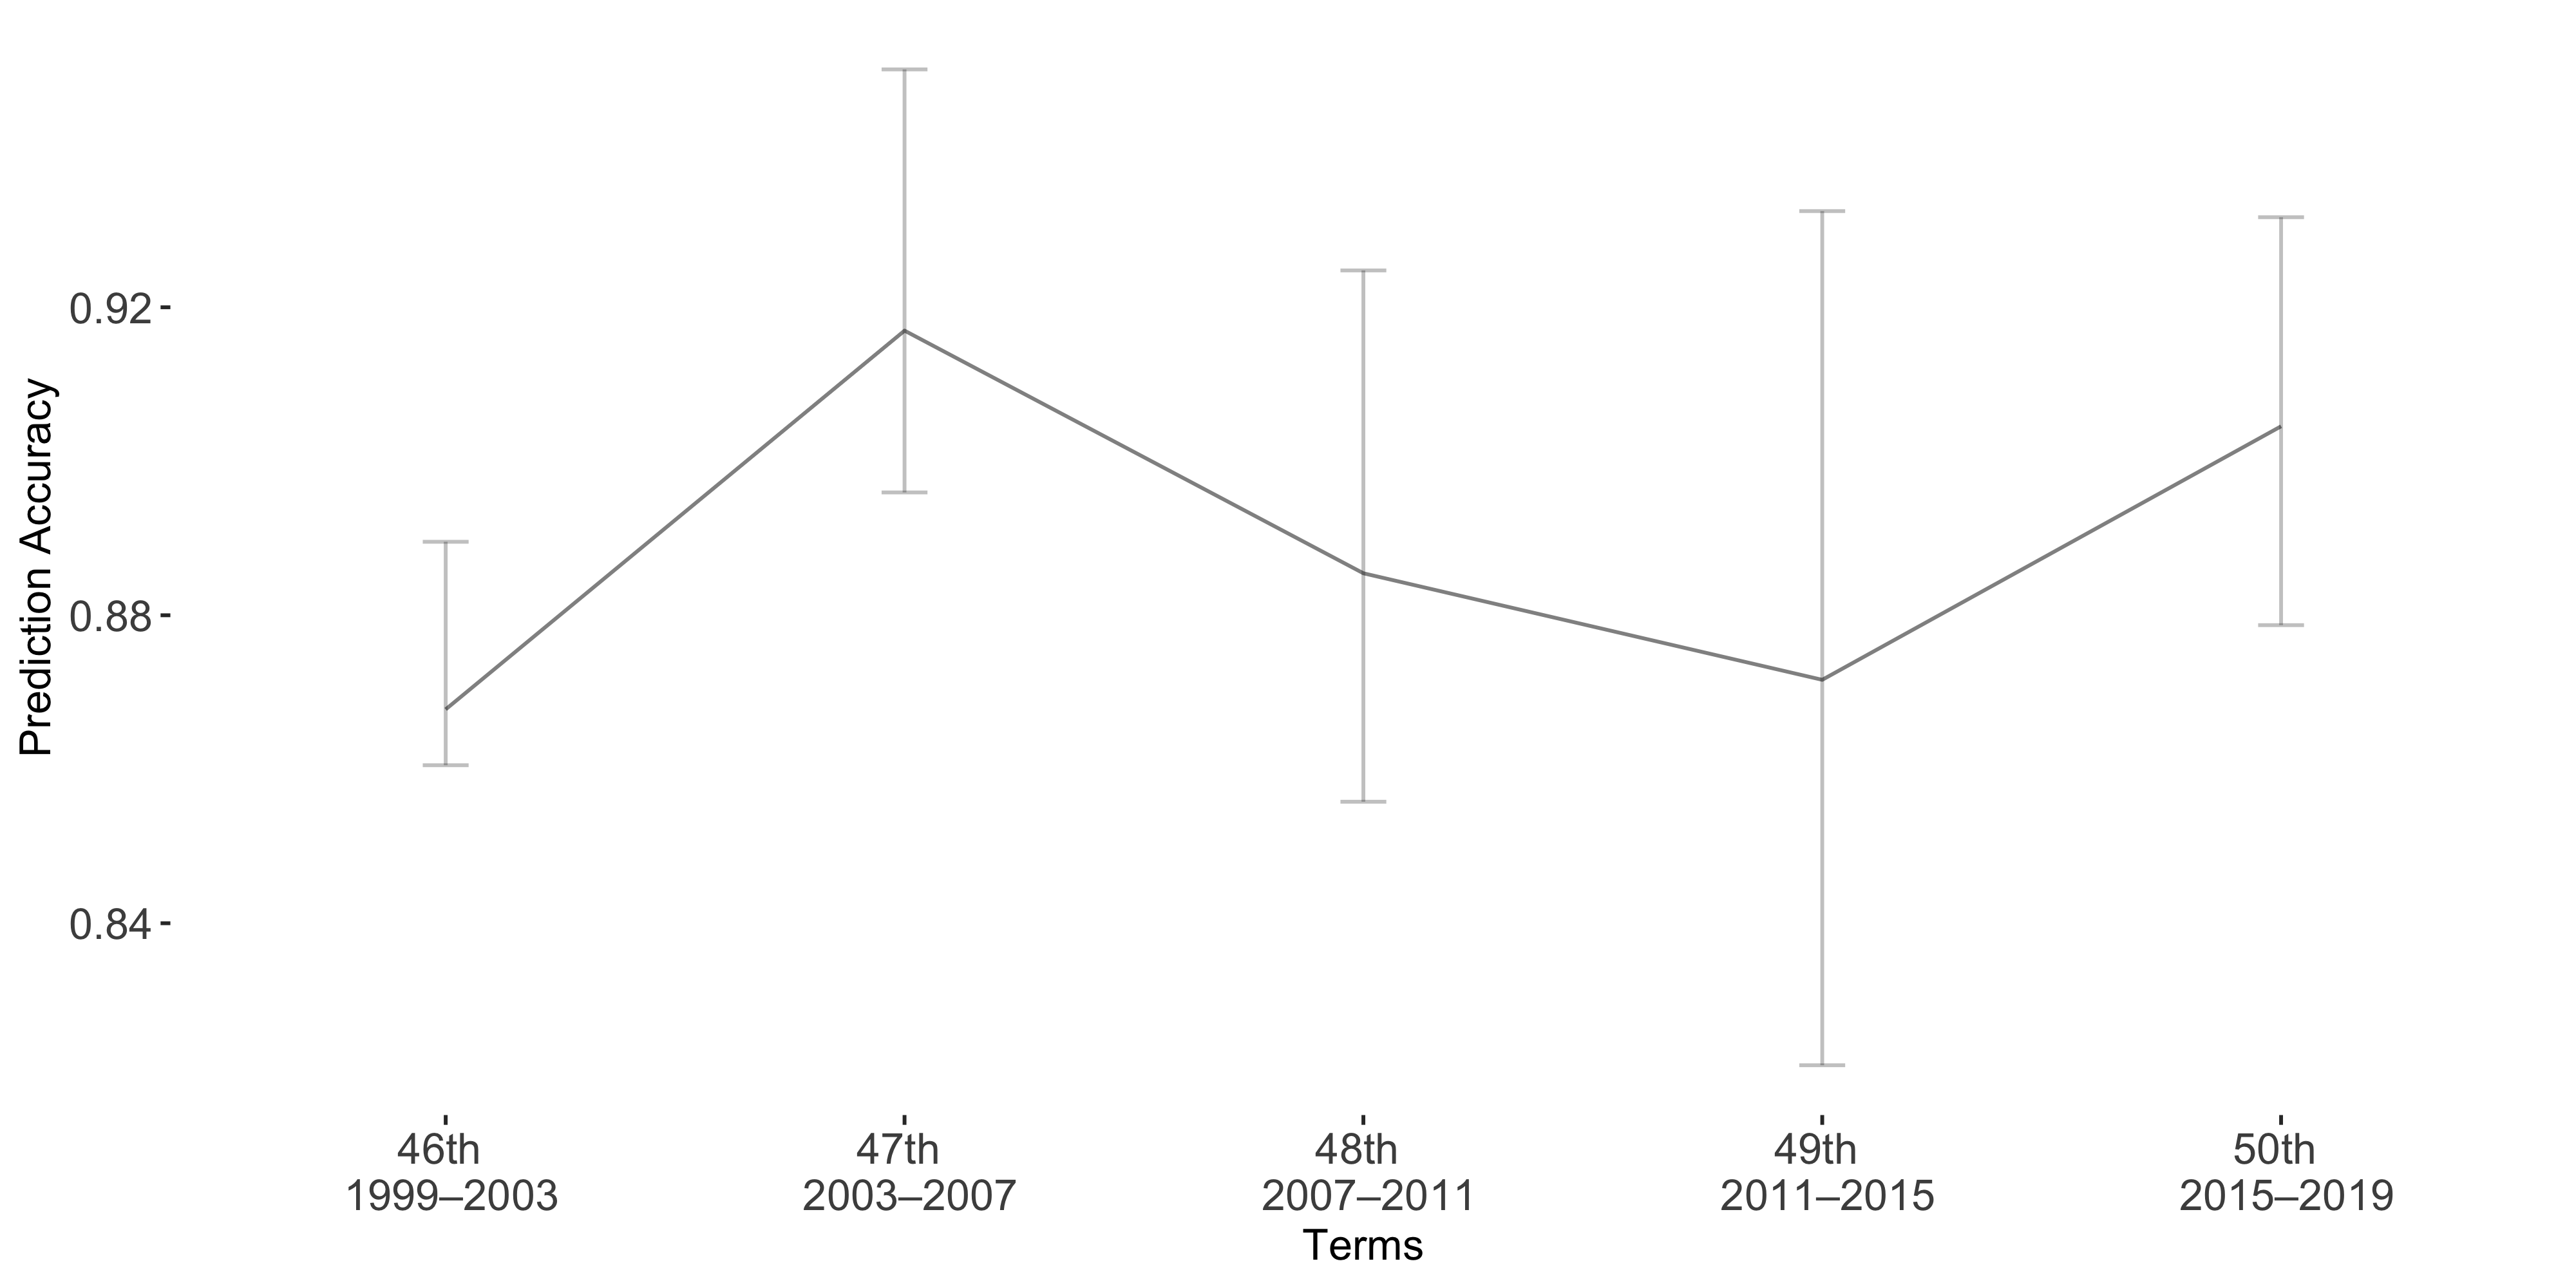 Prediction Accuracy
0.92
0.88
0.84
46th
1999–2003
47th
2003–2007
48th
2007–2011
49th
2011–2015
50th
2015–2019
Terms